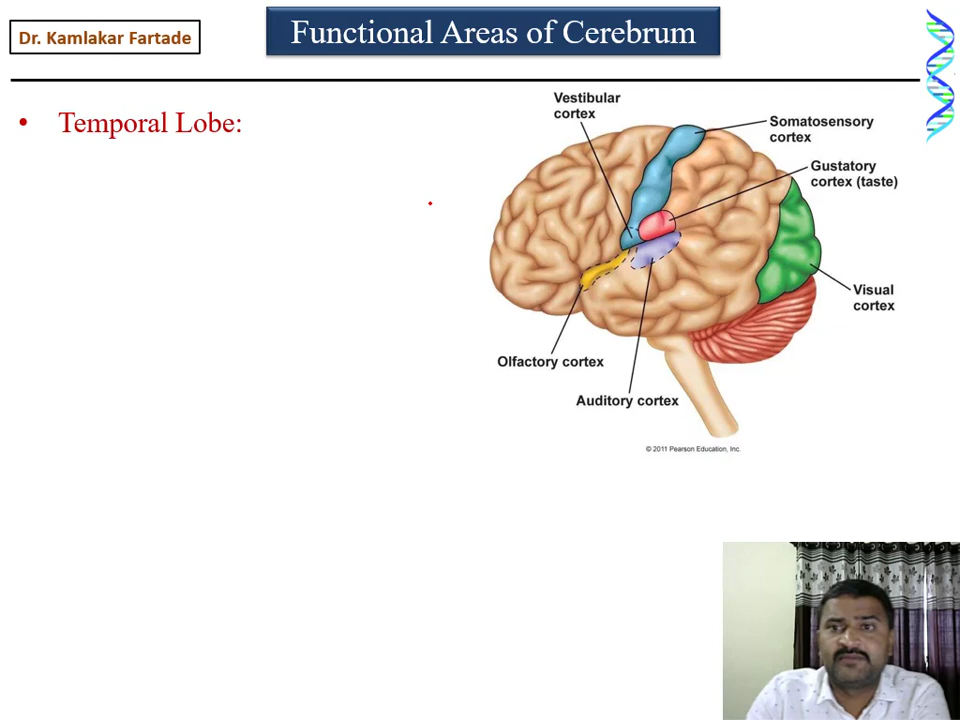 Dr. Kamlakar Fartade
Functional Areas of Cerebrum
• Temporal Lobe:
Vestibular
cortex
Somatosensory
cortex
Gustatory
cortex (taste)
Visual
cortex
Olfactory cortex
Auditory cortex
© 2011 Pearson Education, Inc.